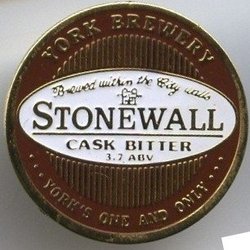 YORK BREWERY
Brewed within the City walls
STONEWALL
CASK BITTER
3.7 ABV
...YORK'S ONE AND ONLY...